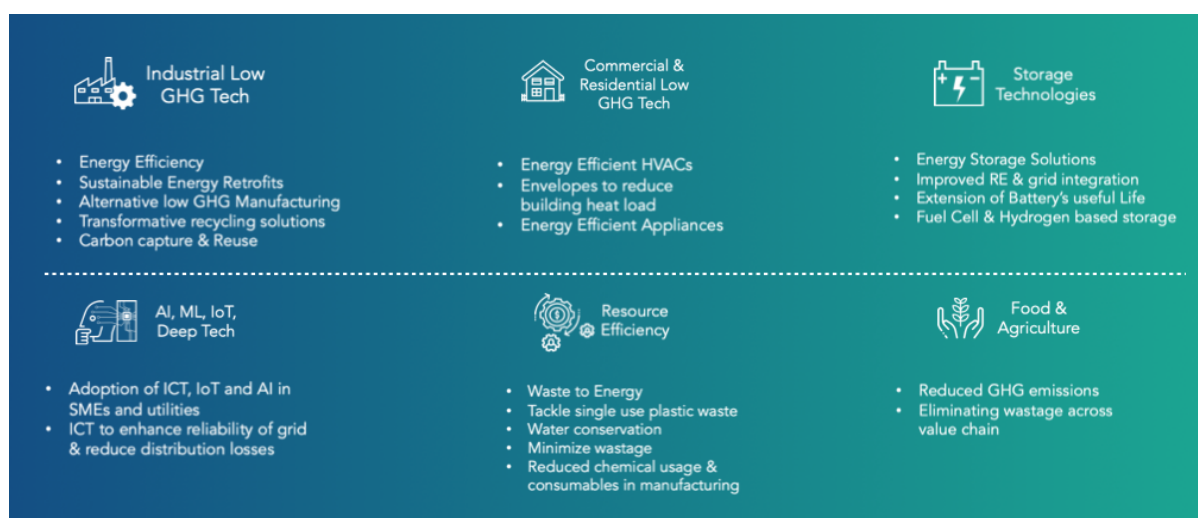 Industrial Low
GHG Tech
• Energy Efficiency
• Sustainable Energy Retrofits
• Alternative low GHG Manufacturing
• Transformative recycling solutions
• Carbon capture & Reuse
Commercial &
Residential Low
GHG Tech
• Energy Efficient HVACs
• Envelopes to reduce
building heat load
• Energy Efficient Appliances
Storage
Technologies
• Energy Storage Solutions
• Improved RE & grid integration
• Extension of Battery's useful Life
• Fuel Cell & Hydrogen based storage
AI, ML, IoT,
Deep Tech
• Adoption of ICT, IoT and AI in
SMEs and utilities
• ICT to enhance reliability of grid
& reduce distribution losses
Resource
Efficiency
• Waste to Energy
• Tackle single use plastic waste
• Water conservation
• Minimize wastage
• Reduced chemical usage &
consumables in manufacturing
Food &
Agriculture
• Reduced GHG emissions
• Eliminating wastage across
value chain